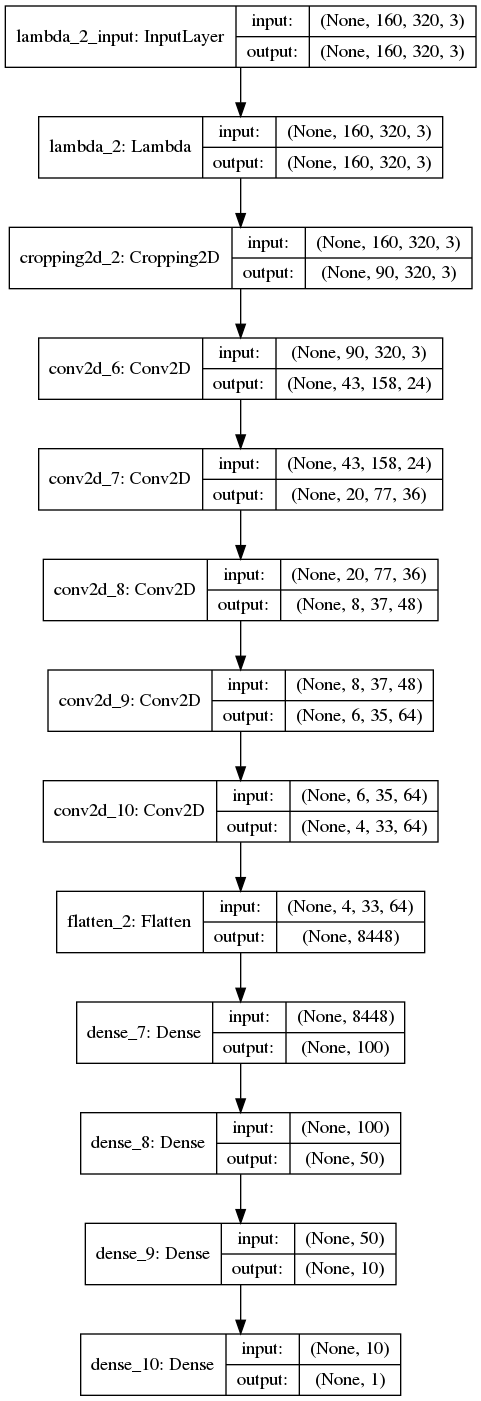 lambda_2_input: InputLayer
input: (None, 160, 320, 3)
output: (None, 160, 320, 3)
lambda_2: Lambda
input: (None, 160, 320, 3)
output: (None, 160, 320, 3)
cropping2d_2: Cropping2D
input: (None, 160, 320, 3)
output: (None, 90, 320, 3)
conv2d_6: Conv2D
input: (None, 90, 320, 3)
output: (None, 43, 158, 24)
conv2d_7: Conv2D
input: (None, 43, 158, 24)
output: (None, 20, 77, 36)
conv2d_8: Conv2D
input: (None, 20, 77, 36)
output: (None, 8, 37, 48)
conv2d_9: Conv2D
input: (None, 8, 37, 48)
output: (None, 6, 35, 64)
conv2d_10: Conv2D
input: (None, 6, 35, 64)
output: (None, 4, 33, 64)
flatten_2: Flatten
input: (None, 4, 33, 64)
output: (None, 8448)
dense_7: Dense
input: (None, 8448)
output: (None, 100)
dense_8: Dense
input: (None, 100)
output: (None, 50)
dense_9: Dense
input: (None, 50)
output: (None, 10)
dense_10: Dense
input: (None, 10)
output: (None, 1)